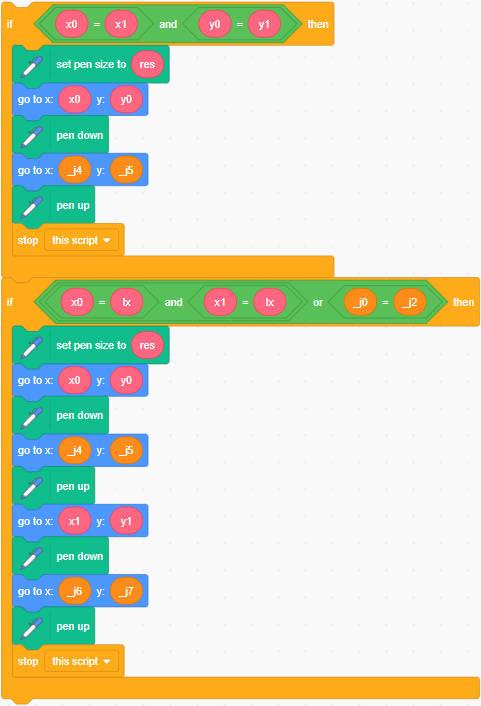 if x0 = x1 and y0 = y1 then
set pen size to res
go to x: x0 y: y0
pen down
go to x: _j4 y: _j5
pen up
stop this script
if x0 = tx and x1 = tx or _j0 = _j2 then
set pen size to res
go to x: x0 y: y0
pen down
go to x: _j4 y: _j5
pen up
go to x: x1 y: y1
pen down
go to x: _j6 y: _j7
pen up
stop this script